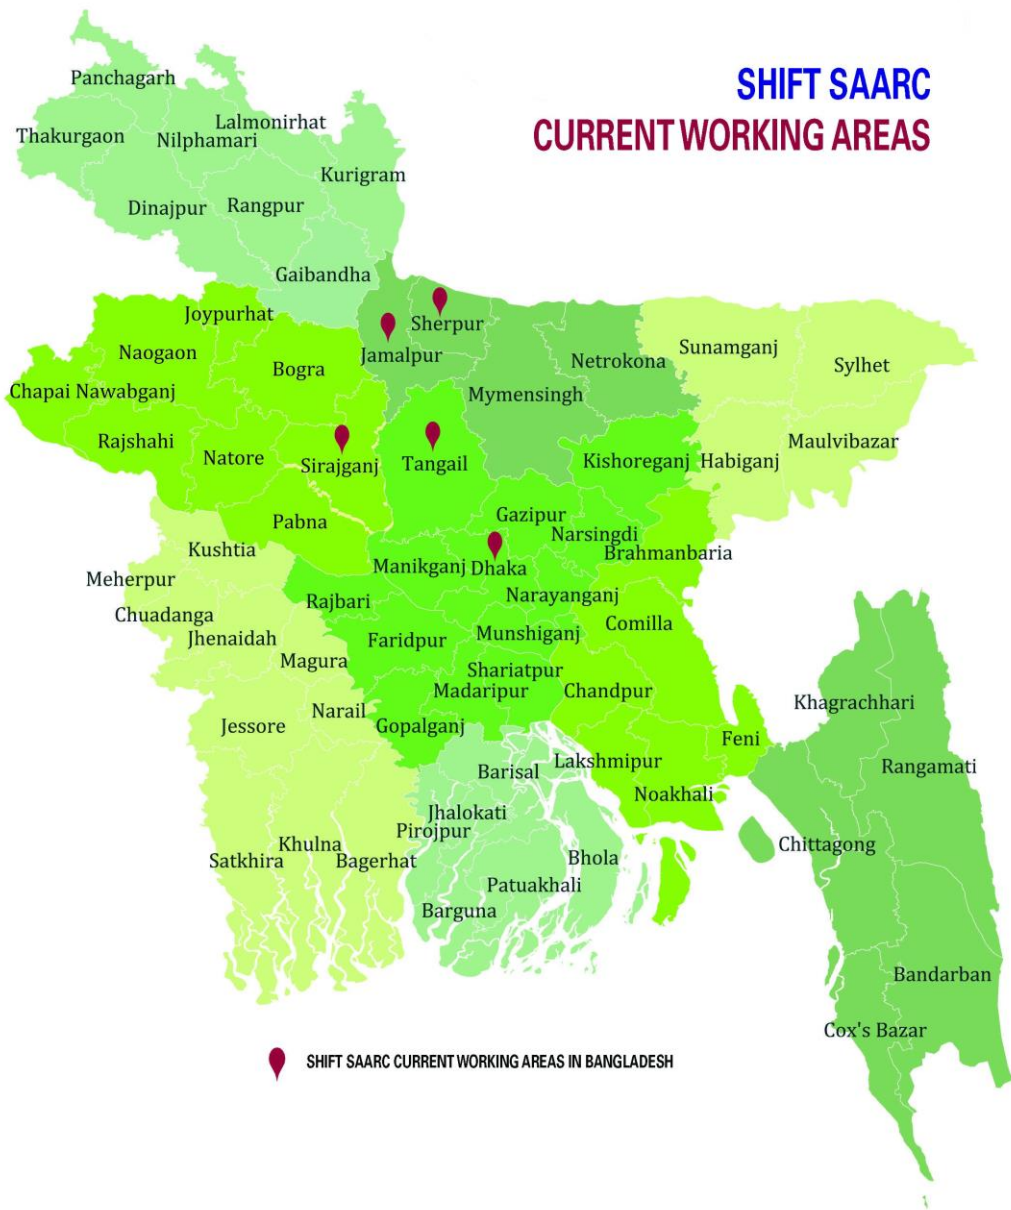 SHIFT SAARC
CURRENT WORKING AREAS
Panchagarh
Lalmonirhat
Thakurgaon
Nilphamari
Kurigram
Dinajpur
Rangpur
Gaibandha
Joypurhat
Sherpur
Naogaon
Jamalpur
Netrokona
Sunamganj
Sylhet
Bogra
Chapai Nawabganj
Mymensingh
Rajshahi
Natore
Sirajganj
Tangail
Kishoreganj
Habiganj
Maulvibazar
Pabna
Gazipur
Narsingdi
Kushtia
Brahmanbaria
Manikganj
Dhaka
Meherpur
Rajbari
Narayanganj
Chuadanga
Comilla
Jhenaidah
Faridpur
Munshiganj
Magura
Shariatpur
Madaripur
Chandpur
Khagrachhari
Narail
Jessore
Gopalganj
Feni
Lakshmipur
Rangamati
Barisal
Noakhali
Jhalokati
Pirojpur
Khulna
Chittagong
Satkhira
Bagerhat
Bhola
Patuakhali
Barguna
Bandarban
Cox's Bazar
SHIFT SAARC CURRENT WORKING AREAS IN BANGLADESH